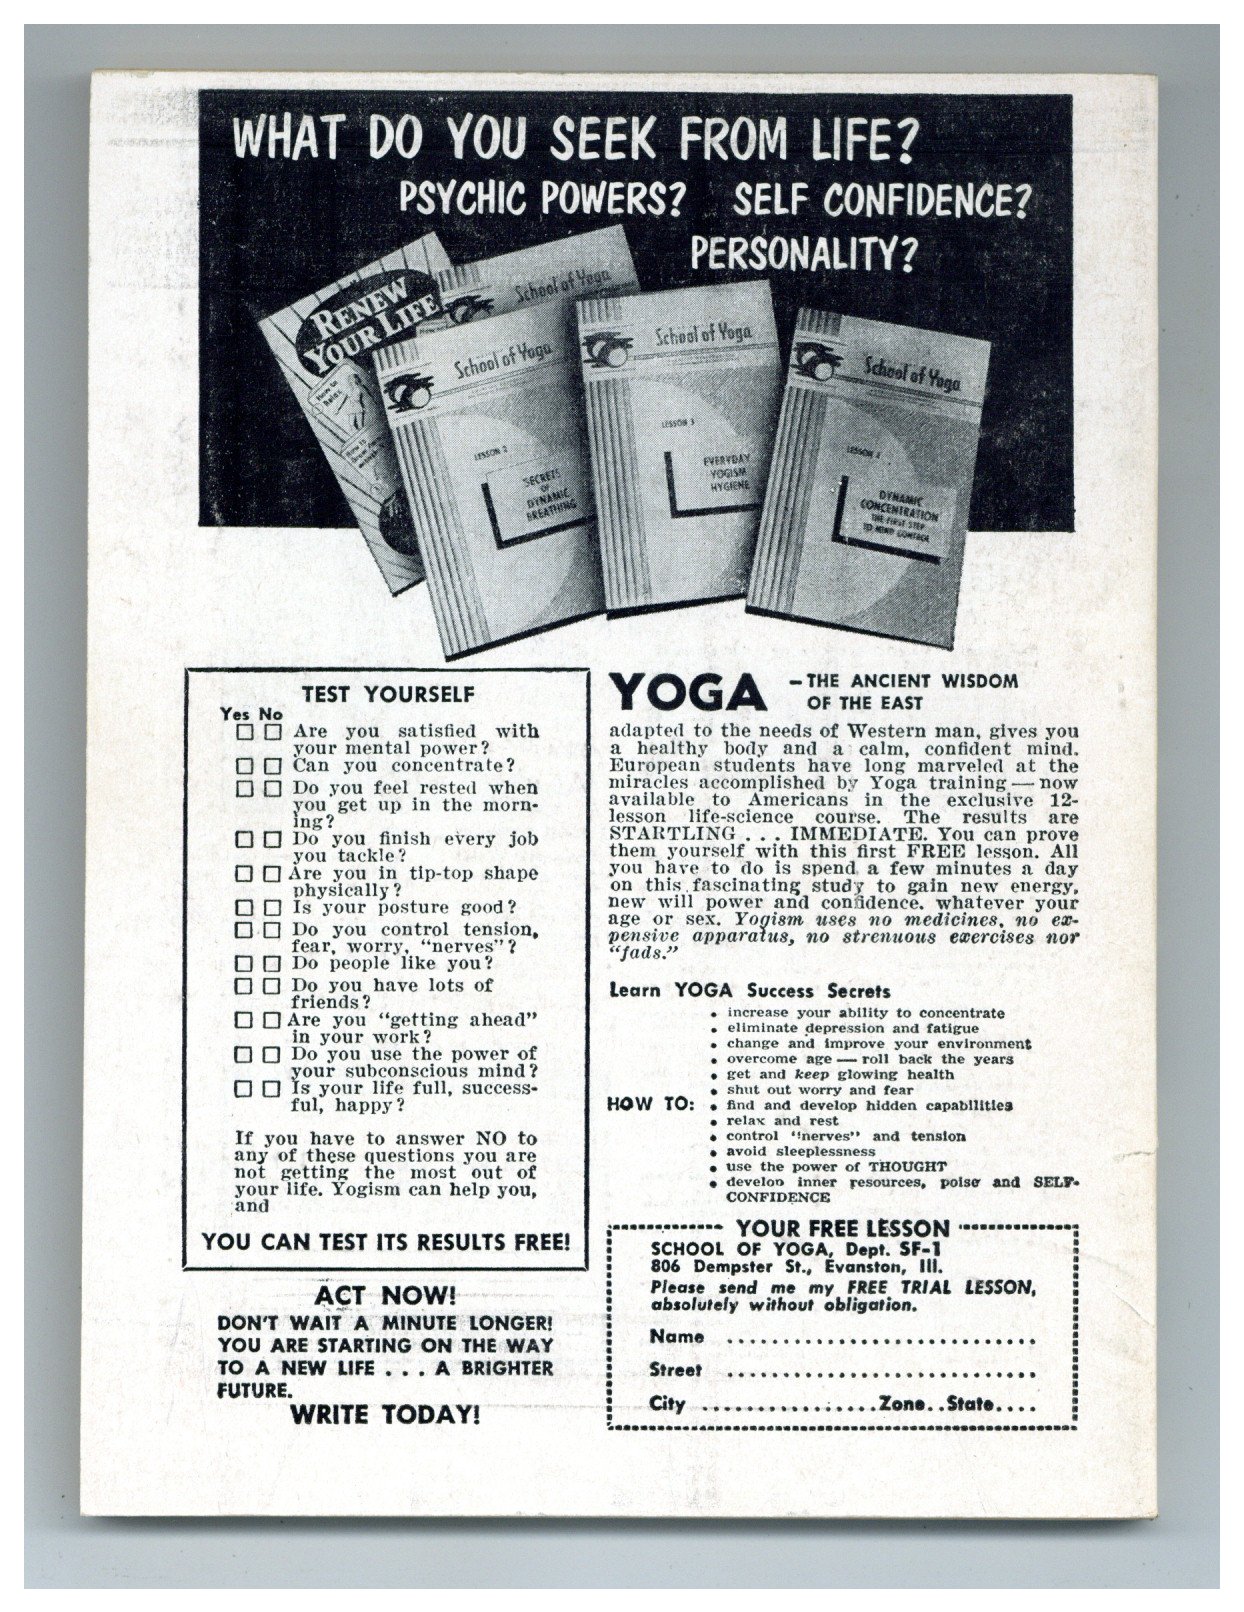 WHAT DO YOU SEEK FROM LIFE?
PSYCHIC POWERS? SELF CONFIDENCE?
PERSONALITY?
RENEW
YOUR LIFE
School of Yoga
School of Yoga
LESSON 2
SECRETS
OF
DYNAMIC
BREATHING
School of Yoga
LESSON 3
EVERYDAY
YOGISM
HYGIENE
School of Yoga
LESSON
DYNAMIC
CONCENTRATION
THE FIRST STEP
TO MIND CONTROL
TEST YOURSELF
Yes No
Are you satisfied with
your mental power?
Can you concentrate?
Do you feel rested when
you get up in the morn-
ing?
Do you finish every job
you tackle?
Are you in tip-top shape
physically?
Is your posture good?
Do you control tension,
fear, worry, "nerves"?
Do people like you?
Do you have lots of
friends?
Are you "getting ahead"
in your work?
Do you use the power of
your subconscious mind?
Is your life full, success-
ful, happy?
If you have to answer NO to
any of these questions you are
not getting the most out of
your life. Yogism can help you,
and
YOU CAN TEST ITS RESULTS FREE!
ACT NOW!
DON'T WAIT A MINUTE LONGER!
YOU ARE STARTING ON THE WAY
TO A NEW LIFE . . . A BRIGHTER
FUTURE.
WRITE TODAY!
YOGA —THE ANCIENT WISDOM
OF THE EAST
adapted to the needs of Western man, gives you
a healthy body and a calm, confident mind.
European students have long marveled at the
miracles accomplished by Yoga training — now
available to Americans in the exclusive 12-
lesson life-science course. The results are
STARTLING . . . IMMEDIATE. You can prove
them yourself with this first FREE lesson. All
you have to do is spend a few minutes a day
on this fascinating study to gain new energy,
new will power and confidence. whatever your
age or sex. Yogism uses no medicines, no ex-
pensive apparatus, no strenuous exercises nor
"fads."
Learn YOGA Success Secrets
HOW TO:
• increase your ability to concentrate
• eliminate depression and fatigue
• change and improve your environment
• overcome age — roll back the years
• get and keep glowing health
• shut out worry and fear
• find and develop hidden capabilities
• relax and rest
• control "nerves" and tension
• avoid sleeplessness
• use the power of THOUGHT
• develop inner resources, poise and SELF-
CONFIDENCE
YOUR FREE LESSON
SCHOOL OF YOGA, Dept. SF-1
806 Dempster St., Evanston, Ill.
Please send me my FREE TRIAL LESSON,
absolutely without obligation.
Name ..............................
Street ..............................
City ................Zone..State....